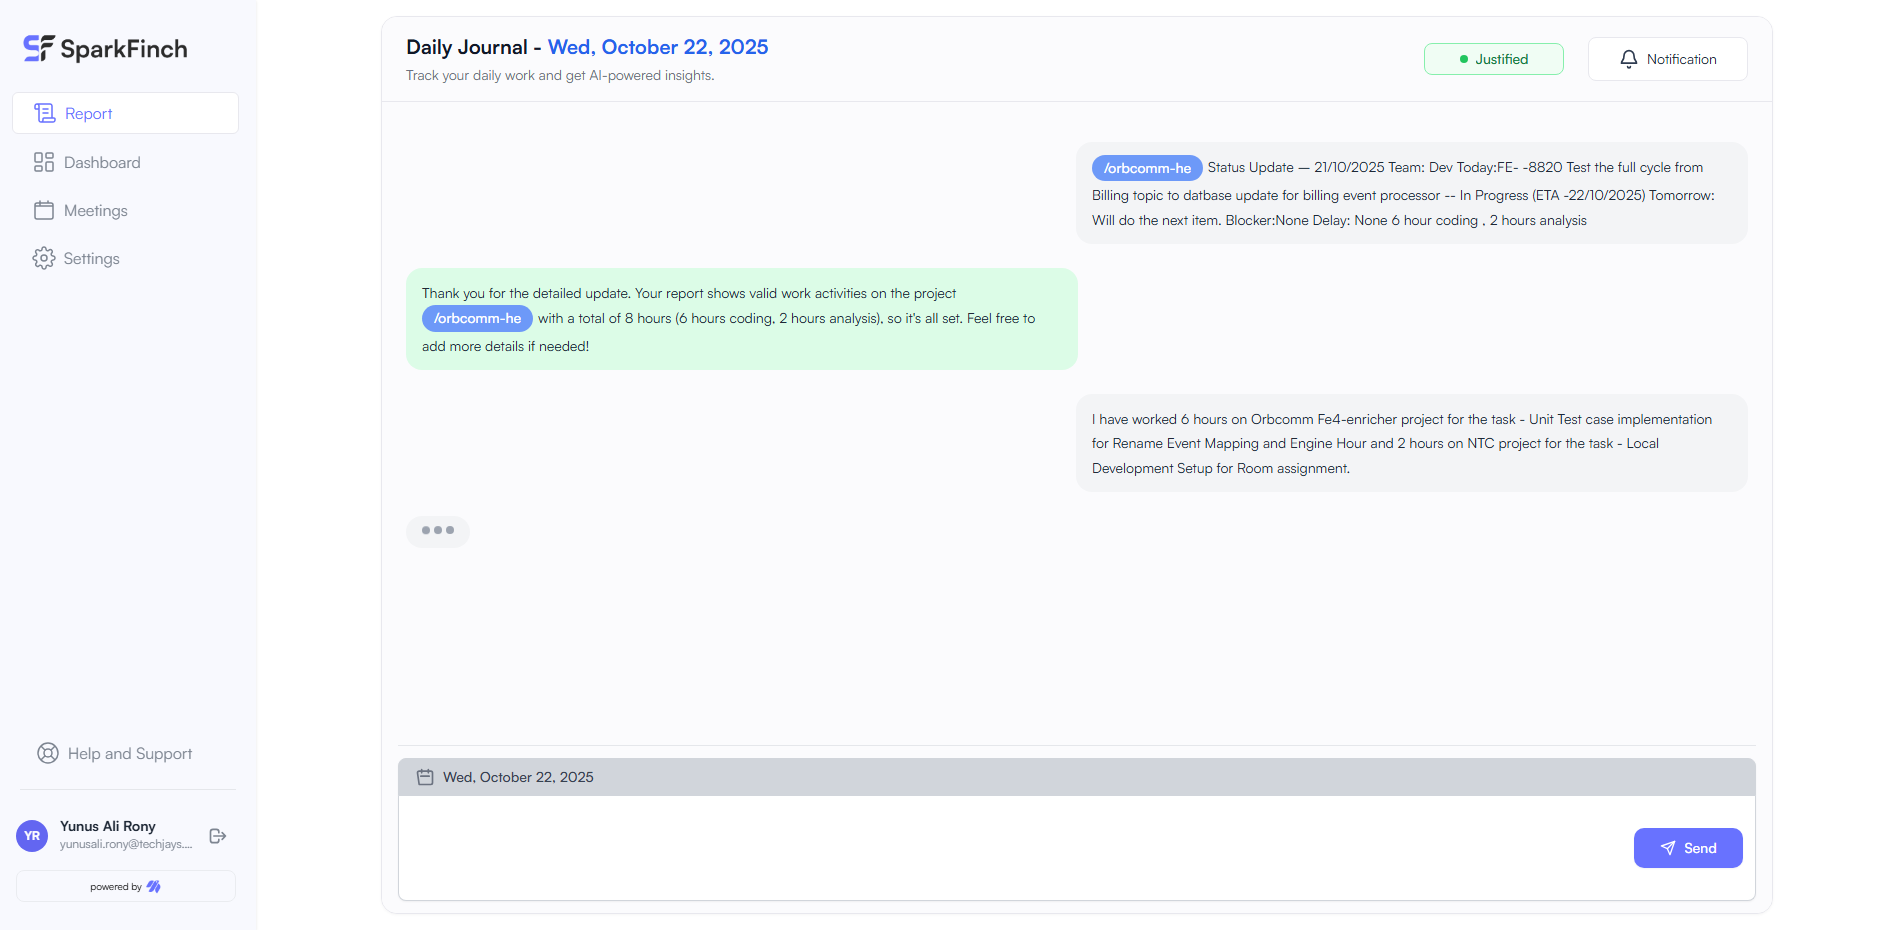 SparkFinch
Report
Dashboard
Meetings
Settings
Help and Support
YR
Yunus Ali Rony
yunusali.rony@techjays....
powered by
Daily Journal - Wed, October 22, 2025
Track your daily work and get AI-powered insights.
Justified
Notification
/orbcomm-he Status Update — 21/10/2025 Team: Dev Today:FE- -8820 Test the full cycle from
Billing topic to datbase update for billing event processor -- In Progress (ETA -22/10/2025) Tomorrow:
Will do the next item. Blocker:None Delay: None 6 hour coding , 2 hours analysis
Thank you for the detailed update. Your report shows valid work activities on the project
/orbcomm-he with a total of 8 hours (6 hours coding, 2 hours analysis), so it's all set. Feel free to
add more details if needed!
I have worked 6 hours on Orbcomm Fe4-enricher project for the task - Unit Test case implementation
for Rename Event Mapping and Engine Hour and 2 hours on NTC project for the task - Local
Development Setup for Room assignment.
Wed, October 22, 2025
Send